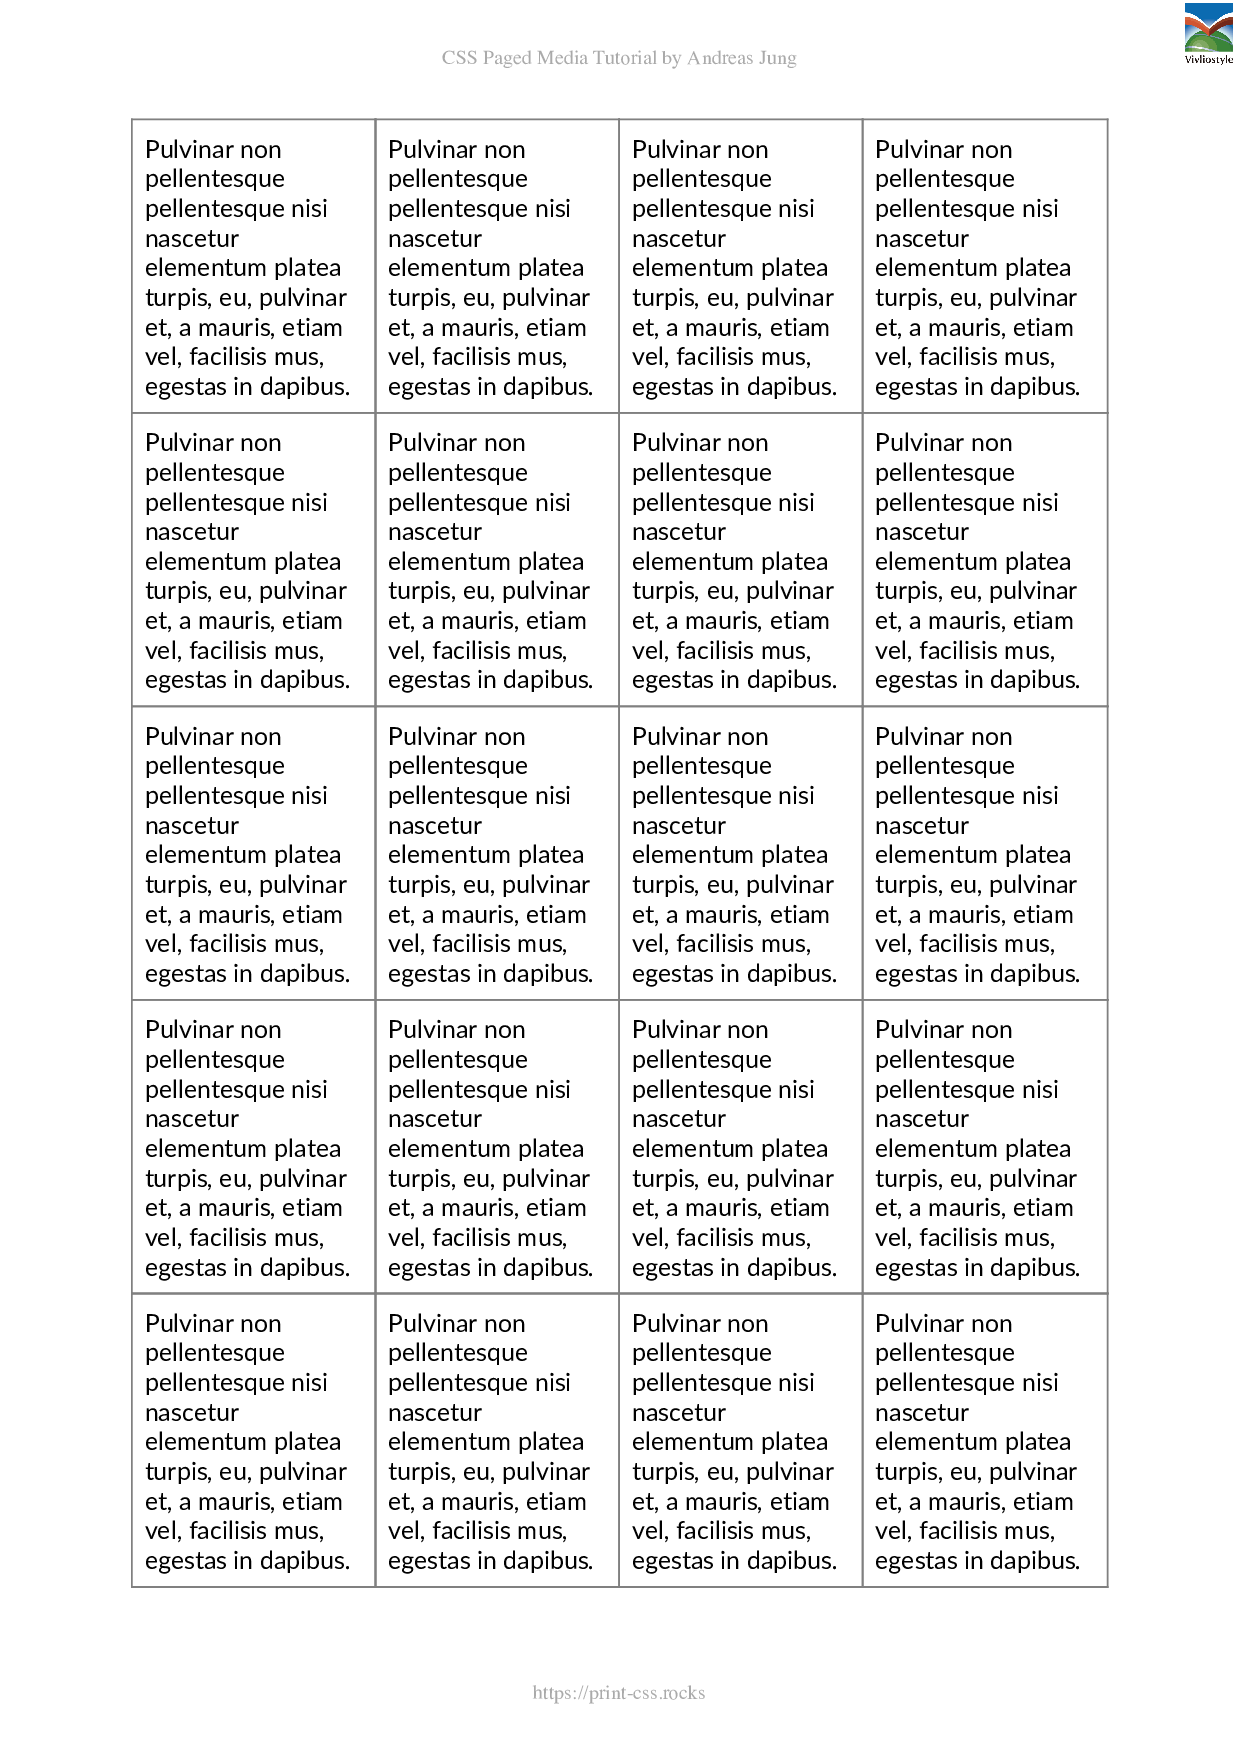 CSS Paged Media Tutorial by Andreas Jung
Vivliostyle
Pulvinar non
pellentesque
pellentesque nisi
nascetur
elementum platea
turpis, eu, pulvinar
et, a mauris, etiam
vel, facilisis mus,
egestas in dapibus.
Pulvinar non
pellentesque
pellentesque nisi
nascetur
elementum platea
turpis, eu, pulvinar
et, a mauris, etiam
vel, facilisis mus,
egestas in dapibus.
Pulvinar non
pellentesque
pellentesque nisi
nascetur
elementum platea
turpis, eu, pulvinar
et, a mauris, etiam
vel, facilisis mus,
egestas in dapibus.
Pulvinar non
pellentesque
pellentesque nisi
nascetur
elementum platea
turpis, eu, pulvinar
et, a mauris, etiam
vel, facilisis mus,
egestas in dapibus.
Pulvinar non
pellentesque
pellentesque nisi
nascetur
elementum platea
turpis, eu, pulvinar
et, a mauris, etiam
vel, facilisis mus,
egestas in dapibus.
Pulvinar non
pellentesque
pellentesque nisi
nascetur
elementum platea
turpis, eu, pulvinar
et, a mauris, etiam
vel, facilisis mus,
egestas in dapibus.
Pulvinar non
pellentesque
pellentesque nisi
nascetur
elementum platea
turpis, eu, pulvinar
et, a mauris, etiam
vel, facilisis mus,
egestas in dapibus.
Pulvinar non
pellentesque
pellentesque nisi
nascetur
elementum platea
turpis, eu, pulvinar
et, a mauris, etiam
vel, facilisis mus,
egestas in dapibus.
Pulvinar non
pellentesque
pellentesque nisi
nascetur
elementum platea
turpis, eu, pulvinar
et, a mauris, etiam
vel, facilisis mus,
egestas in dapibus.
Pulvinar non
pellentesque
pellentesque nisi
nascetur
elementum platea
turpis, eu, pulvinar
et, a mauris, etiam
vel, facilisis mus,
egestas in dapibus.
Pulvinar non
pellentesque
pellentesque nisi
nascetur
elementum platea
turpis, eu, pulvinar
et, a mauris, etiam
vel, facilisis mus,
egestas in dapibus.
Pulvinar non
pellentesque
pellentesque nisi
nascetur
elementum platea
turpis, eu, pulvinar
et, a mauris, etiam
vel, facilisis mus,
egestas in dapibus.
Pulvinar non
pellentesque
pellentesque nisi
nascetur
elementum platea
turpis, eu, pulvinar
et, a mauris, etiam
vel, facilisis mus,
egestas in dapibus.
Pulvinar non
pellentesque
pellentesque nisi
nascetur
elementum platea
turpis, eu, pulvinar
et, a mauris, etiam
vel, facilisis mus,
egestas in dapibus.
Pulvinar non
pellentesque
pellentesque nisi
nascetur
elementum platea
turpis, eu, pulvinar
et, a mauris, etiam
vel, facilisis mus,
egestas in dapibus.
Pulvinar non
pellentesque
pellentesque nisi
nascetur
elementum platea
turpis, eu, pulvinar
et, a mauris, etiam
vel, facilisis mus,
egestas in dapibus.
Pulvinar non
pellentesque
pellentesque nisi
nascetur
elementum platea
turpis, eu, pulvinar
et, a mauris, etiam
vel, facilisis mus,
egestas in dapibus.
Pulvinar non
pellentesque
pellentesque nisi
nascetur
elementum platea
turpis, eu, pulvinar
et, a mauris, etiam
vel, facilisis mus,
egestas in dapibus.
Pulvinar non
pellentesque
pellentesque nisi
nascetur
elementum platea
turpis, eu, pulvinar
et, a mauris, etiam
vel, facilisis mus,
egestas in dapibus.
Pulvinar non
pellentesque
pellentesque nisi
nascetur
elementum platea
turpis, eu, pulvinar
et, a mauris, etiam
vel, facilisis mus,
egestas in dapibus.
https://print-css.rocks